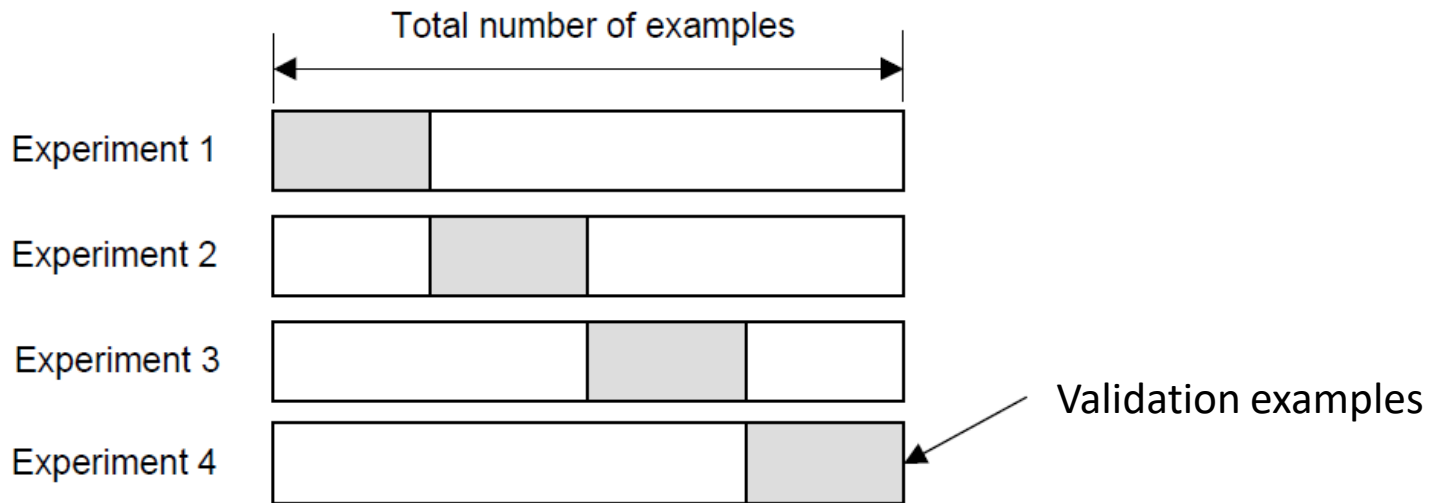 Total number of examples
Experiment 1
Experiment 2
Experiment 3
Validation examples
Experiment 4